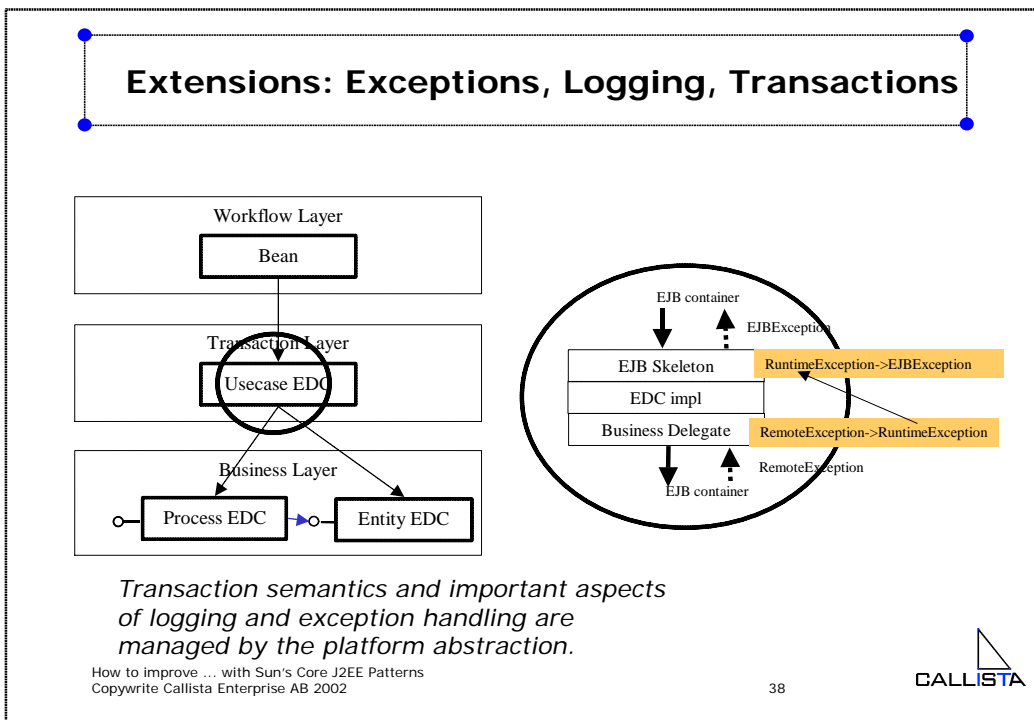 Extensions: Exceptions, Logging, Transactions
Workflow Layer
Bean
Transaction Layer
Usecase EDC
Business Layer
Process EDC
Entity EDC
EJB container
EJBException
EJB Skeleton
RuntimeException->EJBException
EDC impl
Business Delegate
RemoteException->RuntimeException
RemoteException
EJB container
Transaction semantics and important aspects
of logging and exception handling are
managed by the platform abstraction.
How to improve ... with Sun's Core J2EE Patterns
Copywrite Callista Enterprise AB 2002
38
CALLISTA